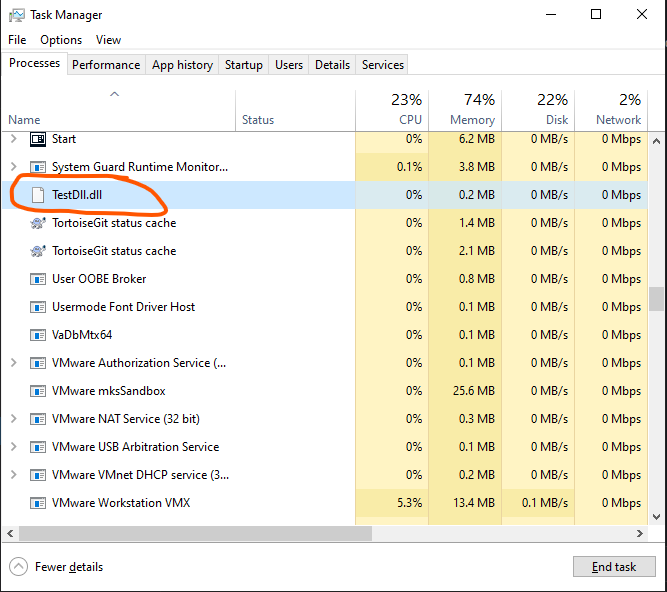 Task Manager
File Options View
Processes Performance App history Startup Users Details Services
23% 74% 22% 2%
Name Status CPU Memory Disk Network
Start 0% 6.2 MB 0 MB/s 0 Mbps
System Guard Runtime Monitor... 0.1% 3.8 MB 0 MB/s 0 Mbps
TestDll.dll 0% 0.2 MB 0 MB/s 0 Mbps
TortoiseGit status cache 0% 1.4 MB 0 MB/s 0 Mbps
TortoiseGit status cache 0% 2.1 MB 0 MB/s 0 Mbps
User OOBE Broker 0% 0.8 MB 0 MB/s 0 Mbps
Usermode Font Driver Host 0% 0.1 MB 0 MB/s 0 Mbps
VaDbMtx64 0% 0.1 MB 0 MB/s 0 Mbps
VMware Authorization Service (... 0% 0.1 MB 0 MB/s 0 Mbps
VMware mksSandbox 0% 25.6 MB 0 MB/s 0 Mbps
VMware NAT Service (32 bit) 0% 0.3 MB 0 MB/s 0 Mbps
VMware USB Arbitration Service 0% 0.1 MB 0 MB/s 0 Mbps
VMware VMnet DHCP service (3... 0% 0.2 MB 0 MB/s 0 Mbps
VMware Workstation VMX 5.3% 13.4 MB 0.1 MB/s 0 Mbps
Fewer details End task